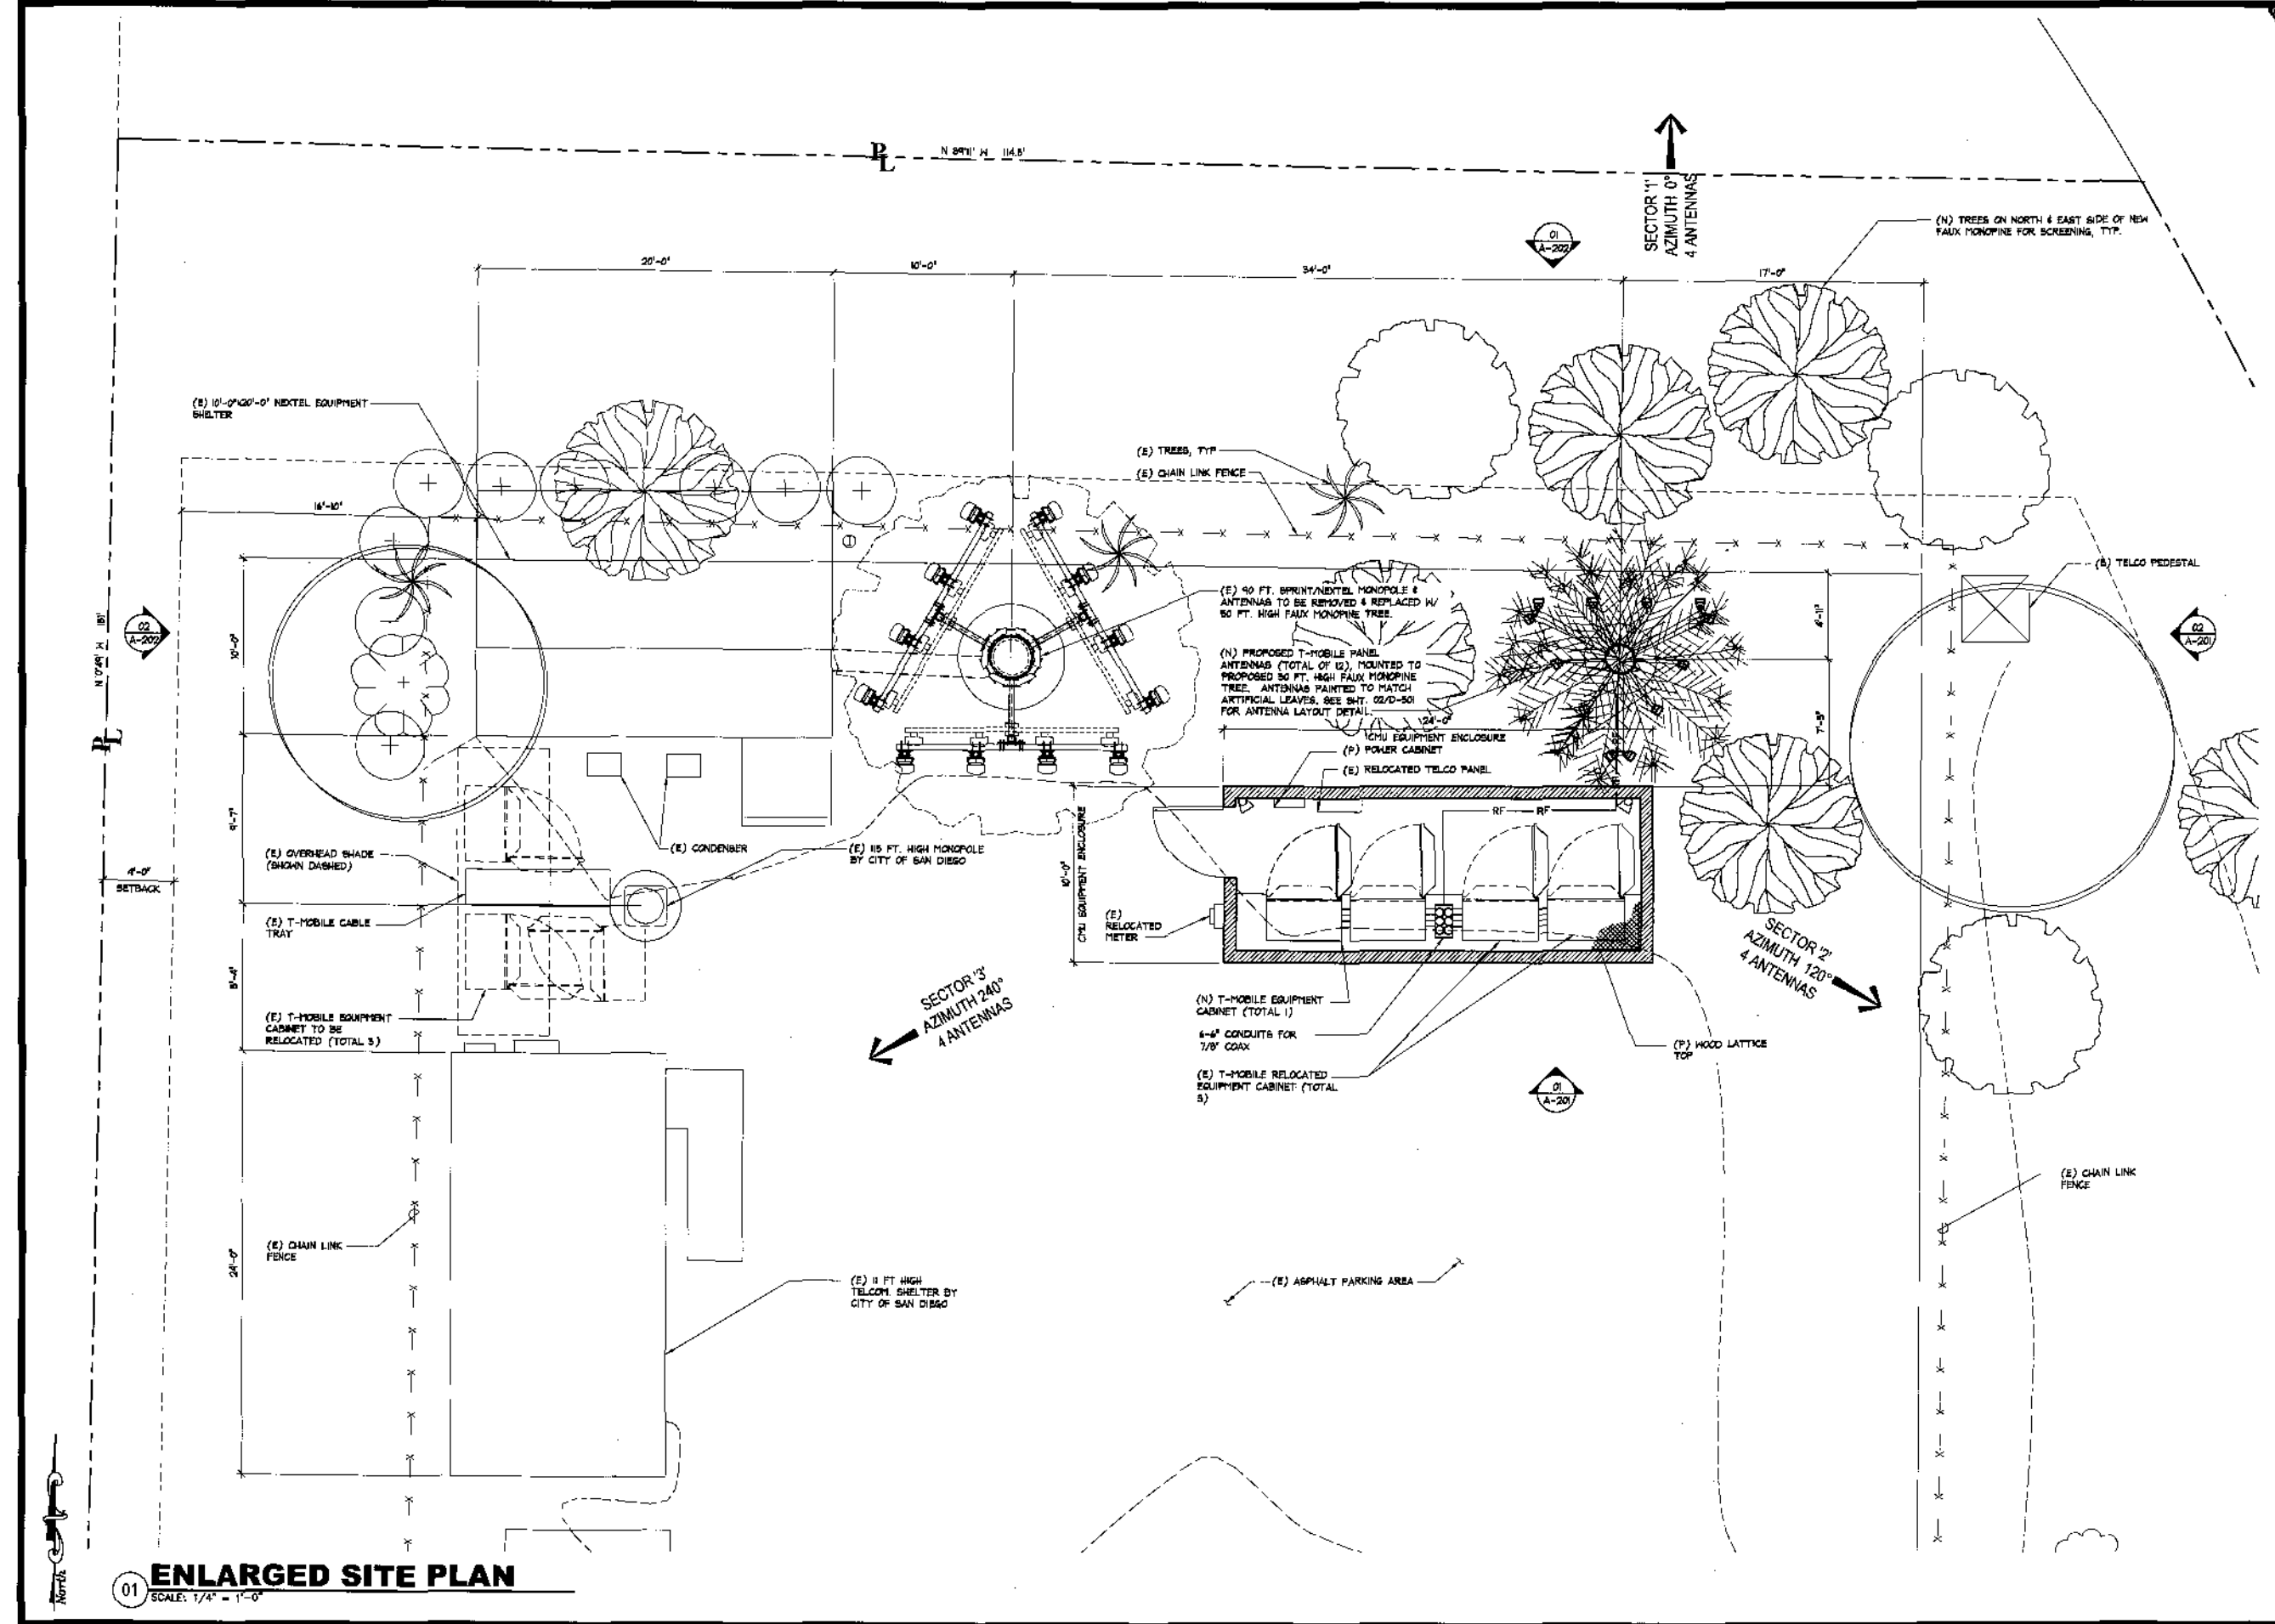 PL
N 89°11' W 114.5'
SECTOR '1'
AZIMUTH 0°
4 ANTENNAS
(N) TREES ON NORTH & EAST SIDE OF NEW
FAUX MONOPINE FOR SCREENING, TYP.
01
A-202
20'-0"
10'-0"
34'-0"
17'-0"
(E) 10'-0"x20'-0" NEXTEL EQUIPMENT
SHELTER
(E) TREES, TYP
(E) CHAIN LINK FENCE
16'-10"
(E) TELCO PEDESTAL
(E) 90 FT. SPRINT/NEXTEL MONOPOLE &
ANTENNAS TO BE REMOVED & REPLACED W/
50 FT. HIGH FAUX MONOPINE TREE.
02
A-202
02
A-201
10'-0"
(N) PROPOSED T-MOBILE PANEL
ANTENNAS (TOTAL OF 12), MOUNTED TO
PROPOSED 50 FT. HIGH FAUX MONOPINE
TREE. ANTENNAS PAINTED TO MATCH
ARTIFICIAL LEAVES. SEE SHT. 02/D-501
FOR ANTENNA LAYOUT DETAIL.
4'-11"
7'-5"
PL
24'-0"
CMU EQUIPMENT ENCLOSURE
(P) POWER CABINET
(E) RELOCATED TELCO PANEL
9'-7"
(E) OVERHEAD SHADE
(SHOWN DASHED)
(E) CONDENSER
(E) 115 FT. HIGH MONOPOLE
BY CITY OF SAN DIEGO
10'-0"
CMU EQUIPMENT ENCLOSURE
RF
RF
RF
4'-0"
SETBACK
(E) T-MOBILE CABLE
TRAY
(E)
RELOCATED
METER
SECTOR '2'
AZIMUTH 120°
4 ANTENNAS
8'-4"
SECTOR '3'
AZIMUTH 240°
4 ANTENNAS
(E) T-MOBILE EQUIPMENT
CABINET TO BE
RELOCATED (TOTAL 3)
(N) T-MOBILE EQUIPMENT
CABINET (TOTAL 1)
6-6" CONDUITS FOR
7/8" COAX
(P) WOOD LATTICE
TOP
(E) T-MOBILE RELOCATED
EQUIPMENT CABINET (TOTAL
3)
01
A-201
(E) CHAIN LINK
FENCE
24'-0"
(E) CHAIN LINK
FENCE
(E) 11 FT HIGH
TELCOM. SHELTER BY
CITY OF SAN DIEGO
(E) ASPHALT PARKING AREA
North
01
ENLARGED SITE PLAN
SCALE: 1/4" = 1'-0"